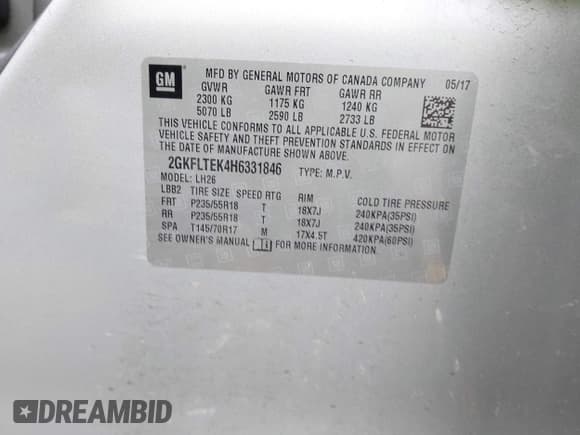 GM
MFD BY GENERAL MOTORS OF CANADA COMPANY 05/17
GVWR GAWR FRT GAWR RR
2300 KG 1175 KG 1240 KG
5070 LB 2590 LB 2733 LB
THIS VEHICLE CONFORMS TO ALL APPLICABLE U.S. FEDERAL MOTOR
VEHICLE SAFETY AND THEFT PREVENTION STANDARDS IN EFFECT ON
THE DATE OF MANUFACTURE SHOWN ABOVE.
2GKFLTEK4H6331846 TYPE: M.P.V.
MODEL: LH26
LBB2 TIRE SIZE SPEED RTG RIM COLD TIRE PRESSURE
FRT P235/55R18 T 18X7J 240KPA(35PSI)
RR P235/55R18 T 18X7J 240KPA(35PSI)
SPA T145/70R17 M 17X4.5T 420KPA(60PSI)
SEE OWNER'S MANUAL FOR MORE INFORMATION.
DREAMBID